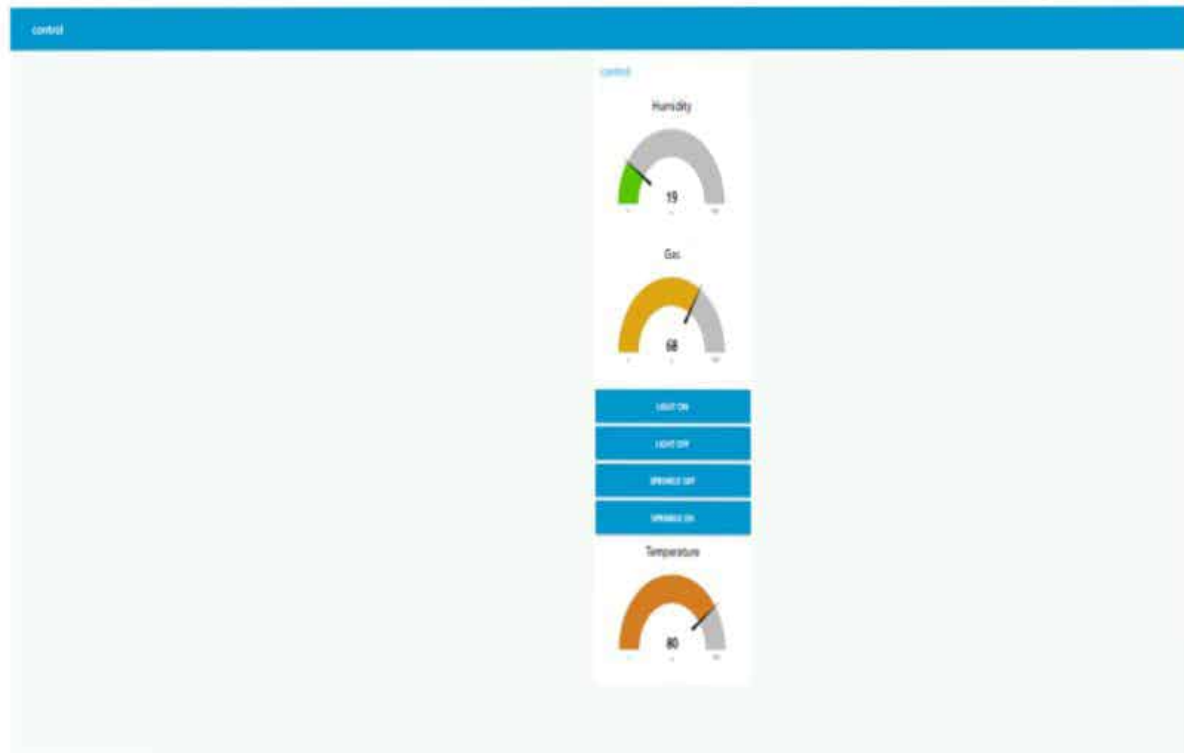 control
control
Humidity
19
Gas
68
LIGHT ON
LIGHT OFF
SPRINKLE OFF
SPRINKLE ON
Temperature
80